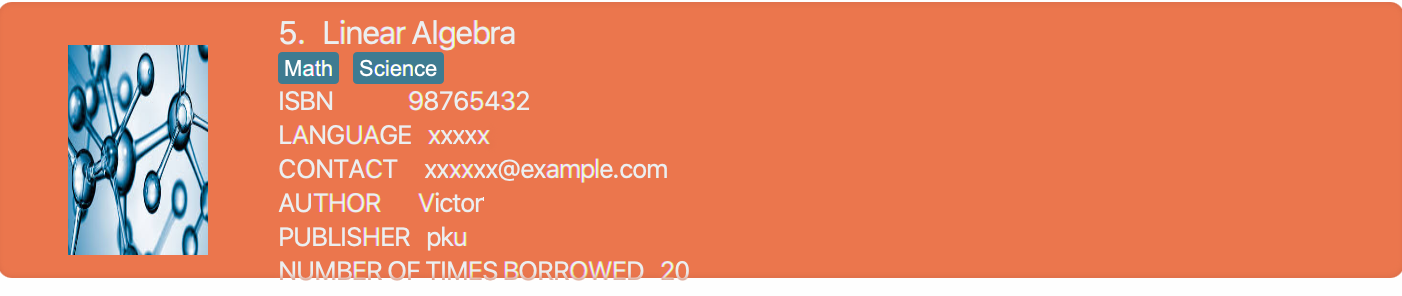 5. Linear Algebra
Math Science
ISBN 98765432
LANGUAGE xxxxx
CONTACT xxxxxx@example.com
AUTHOR Victor
PUBLISHER pku
NUMBER OF TIMES BORROWED 20